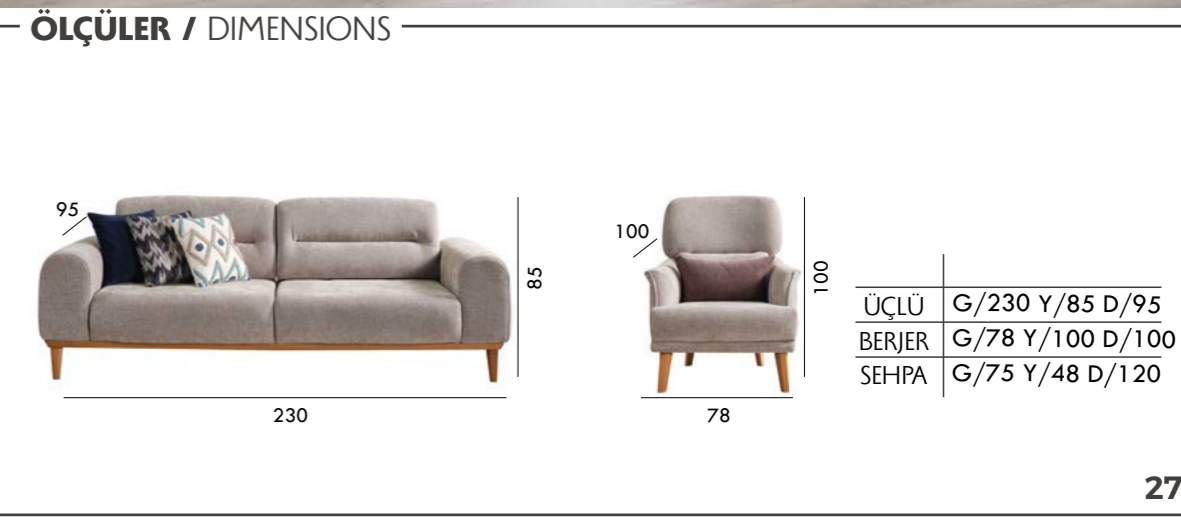 ÖLÇÜLER / DIMENSIONS
95
85
230
100
100
78
ÜÇLÜ G/230 Y/85 D/95
BERJER G/78 Y/100 D/100
SEHPA G/75 Y/48 D/120
27